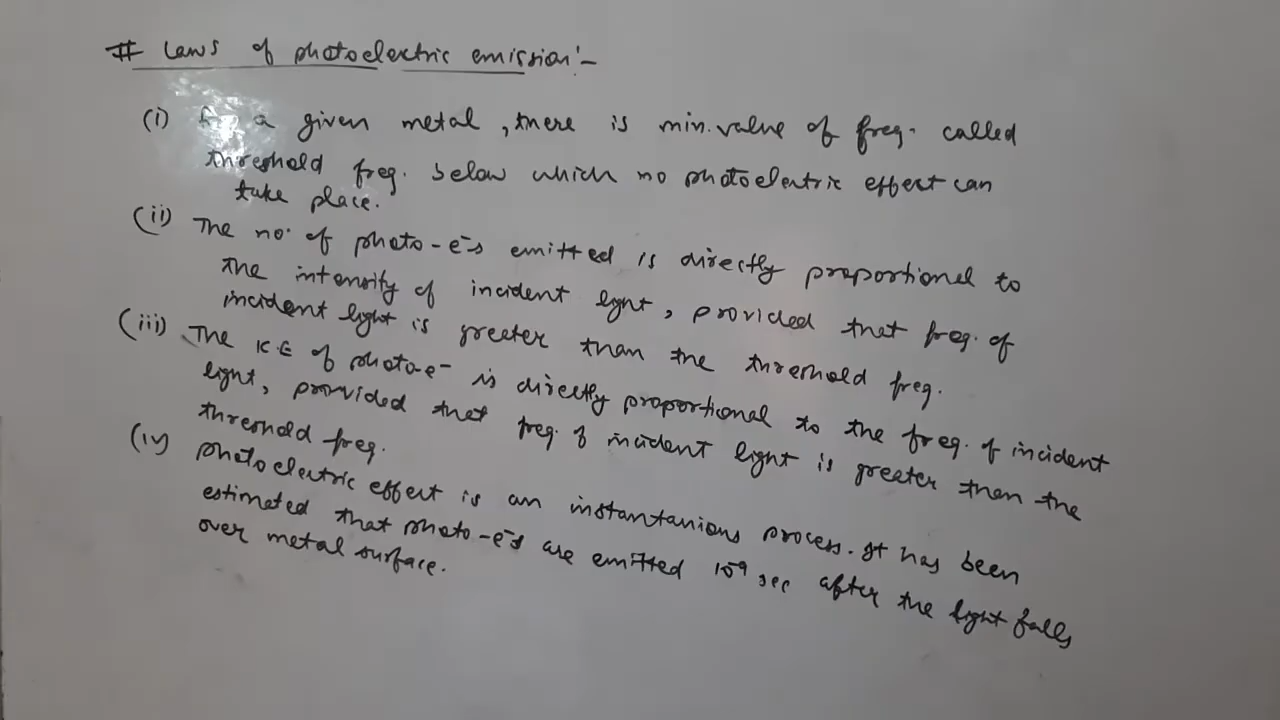 # Laws of photoelectric emission:-
(i) a given metal, there is min. value of freq. called
threshold freq. below which no photoelectric effect can
take place.
(ii) The no. of photo-e⁻s emitted is directly proportional to
the intensity of incident light, provided that freq. of
incident light is greater than the threshold freq.
(iii) The K.E of photo-e⁻ is directly proportional to the freq. of incident
light, provided that freq. of incident light is greater then the
threshold freq.
(iv) photoelectric effect is an instantanious process. It has been
estimated that photo-e⁻s are emitted 10⁻⁹ sec after the light falls
over metal surface.